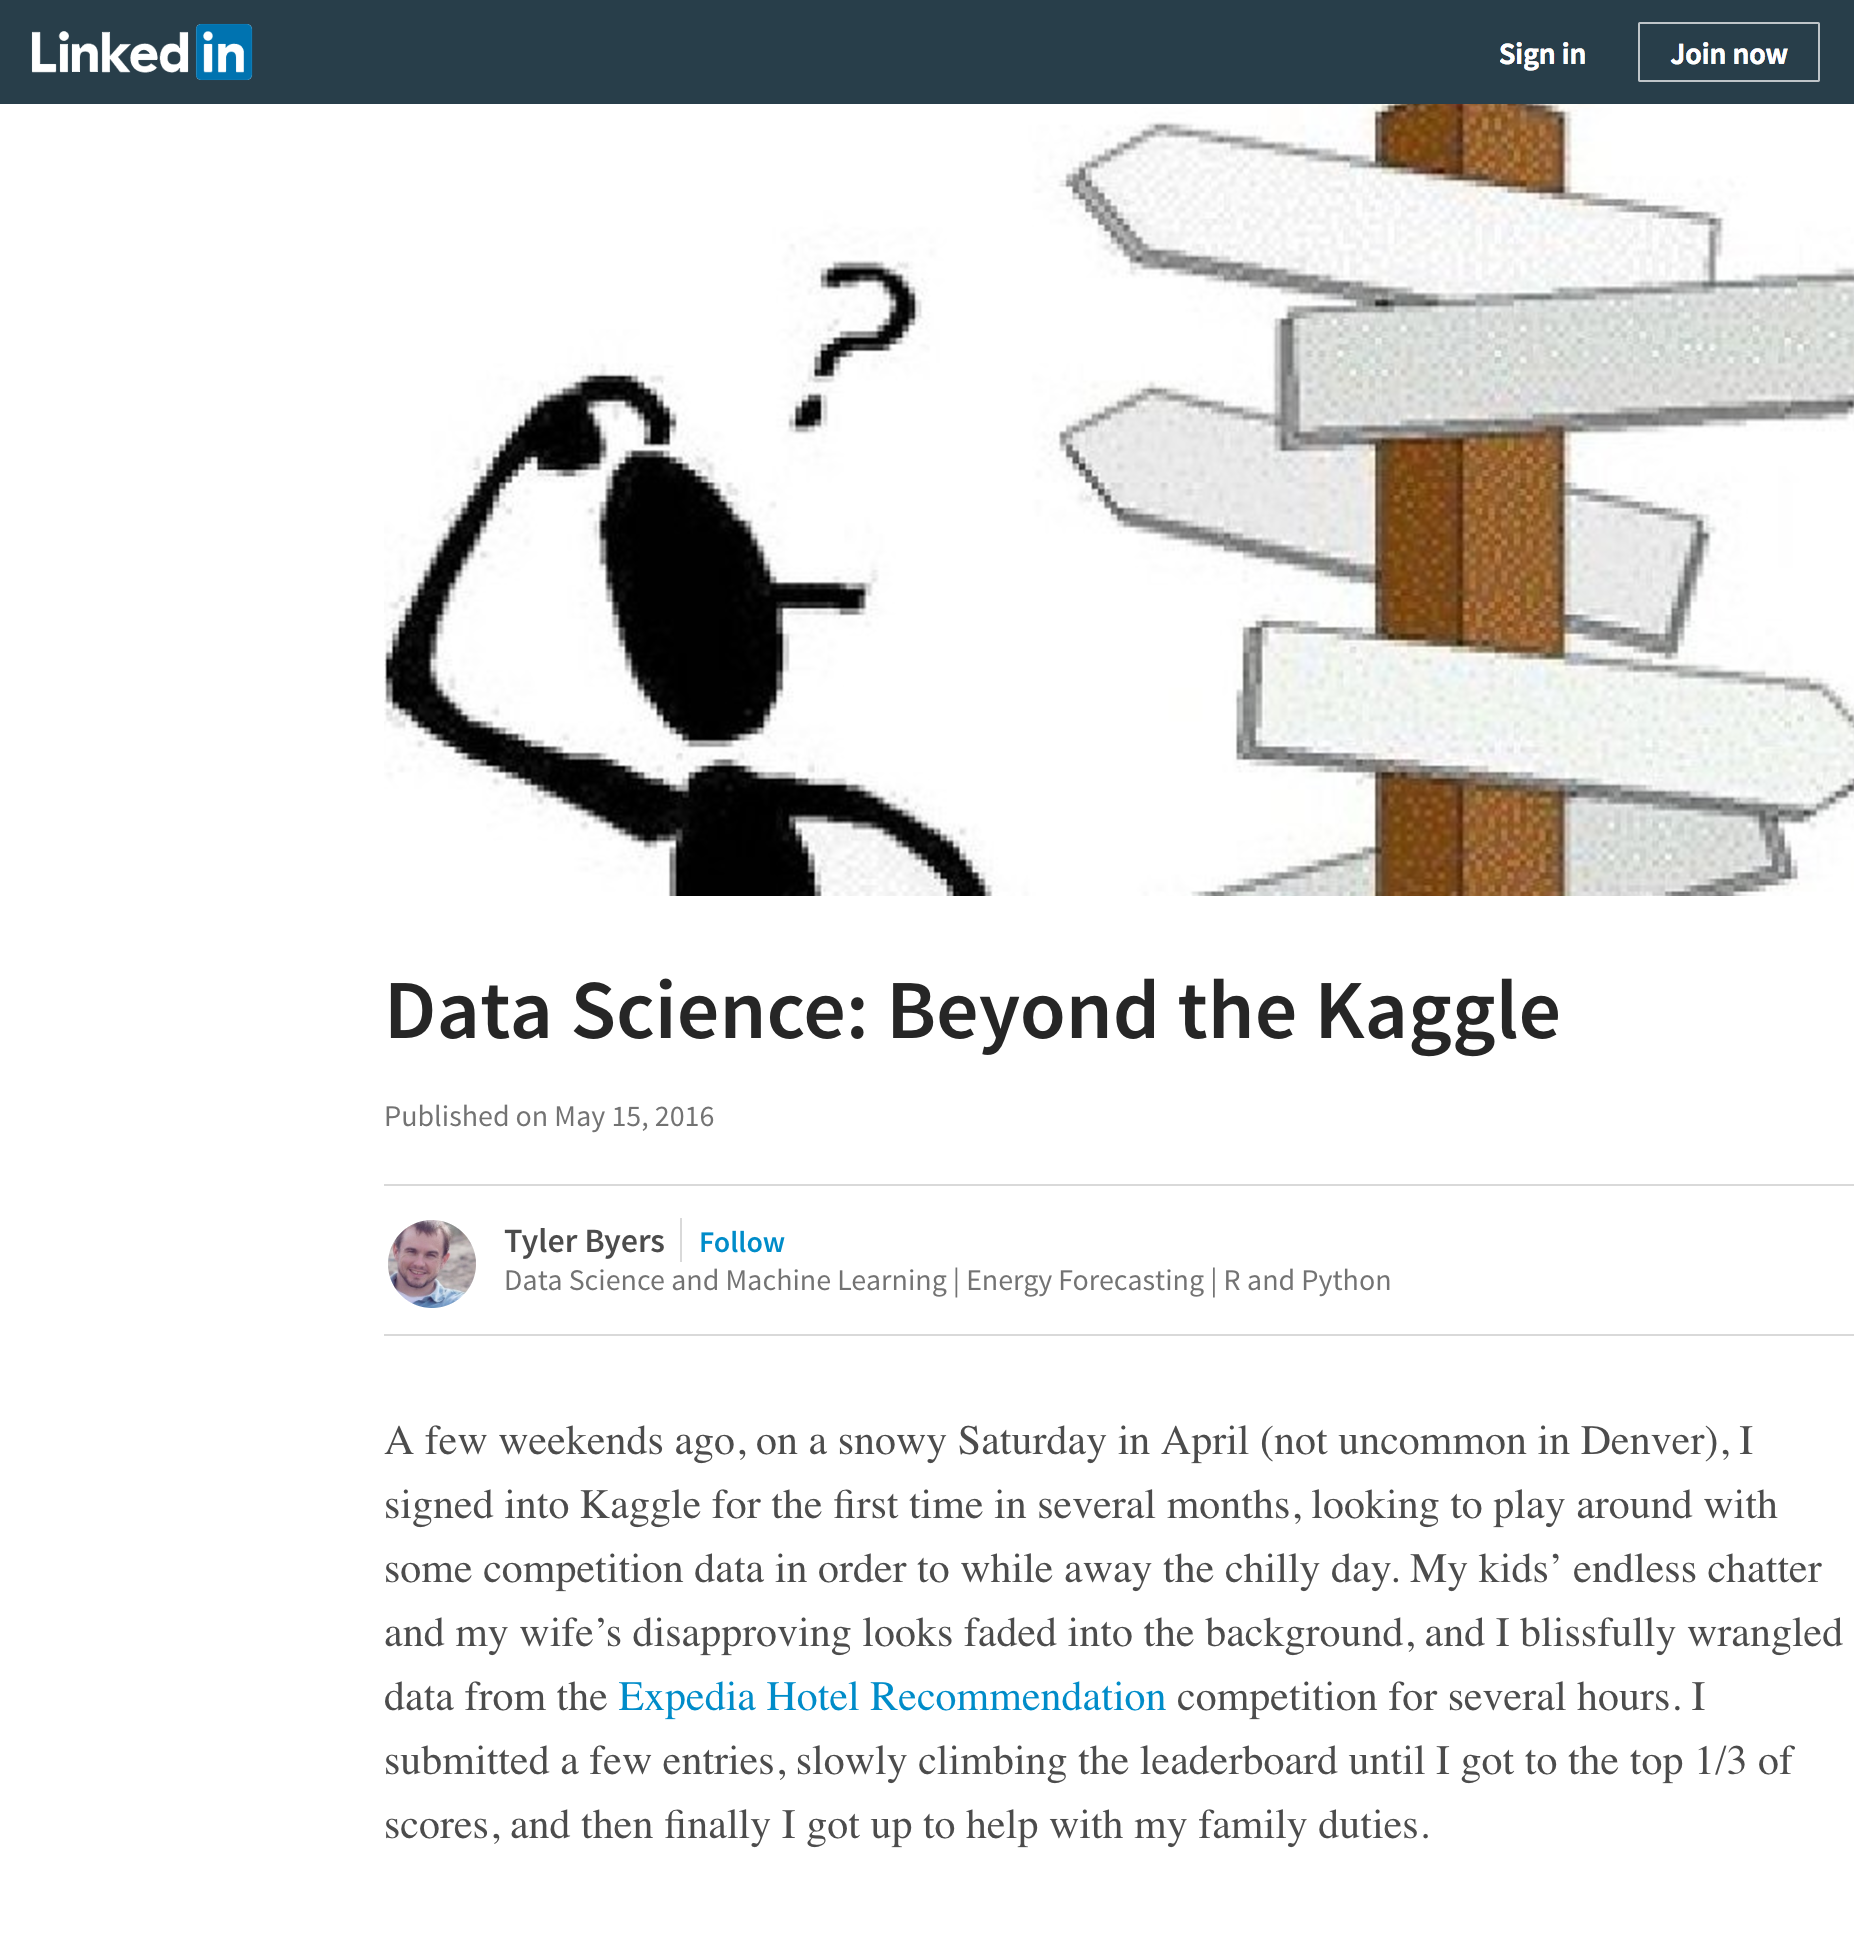 Linked in
Sign in
Join now
?
Data Science: Beyond the Kaggle
Published on May 15, 2016
Tyler Byers
Follow
Data Science and Machine Learning | Energy Forecasting | R and Python
A few weekends ago, on a snowy Saturday in April (not uncommon in Denver), I
signed into Kaggle for the first time in several months, looking to play around with
some competition data in order to while away the chilly day. My kids’ endless chatter
and my wife’s disapproving looks faded into the background, and I blissfully wrangled
data from the Expedia Hotel Recommendation competition for several hours. I
submitted a few entries, slowly climbing the leaderboard until I got to the top 1/3 of
scores, and then finally I got up to help with my family duties.